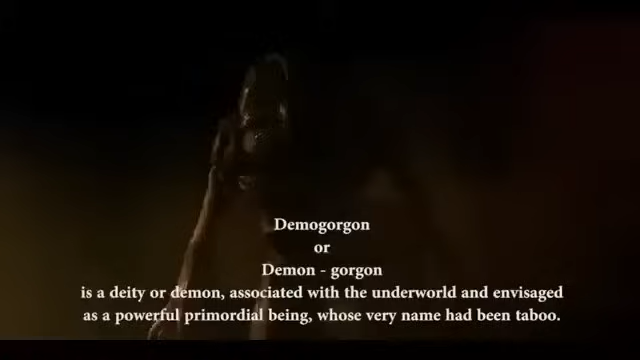 Demogorgon
or
Demon - gorgon
is a deity or demon, associated with the underworld and envisaged
as a powerful primordial being, whose very name had been taboo.